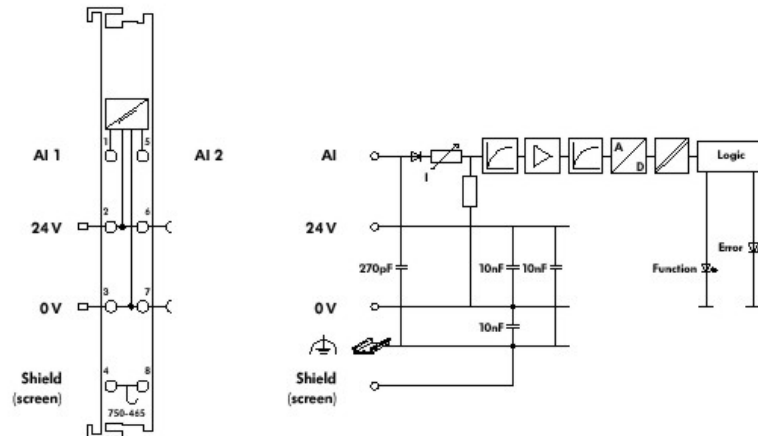 1 5
AI 1 AI 2
2 6
24 V
3 7
0 V
4 8
Shield
(screen)
750-465
AI
I
A
D
Logic
24 V
270pF
10nF 10nF
Function
Error
0 V
10nF
Shield
(screen)